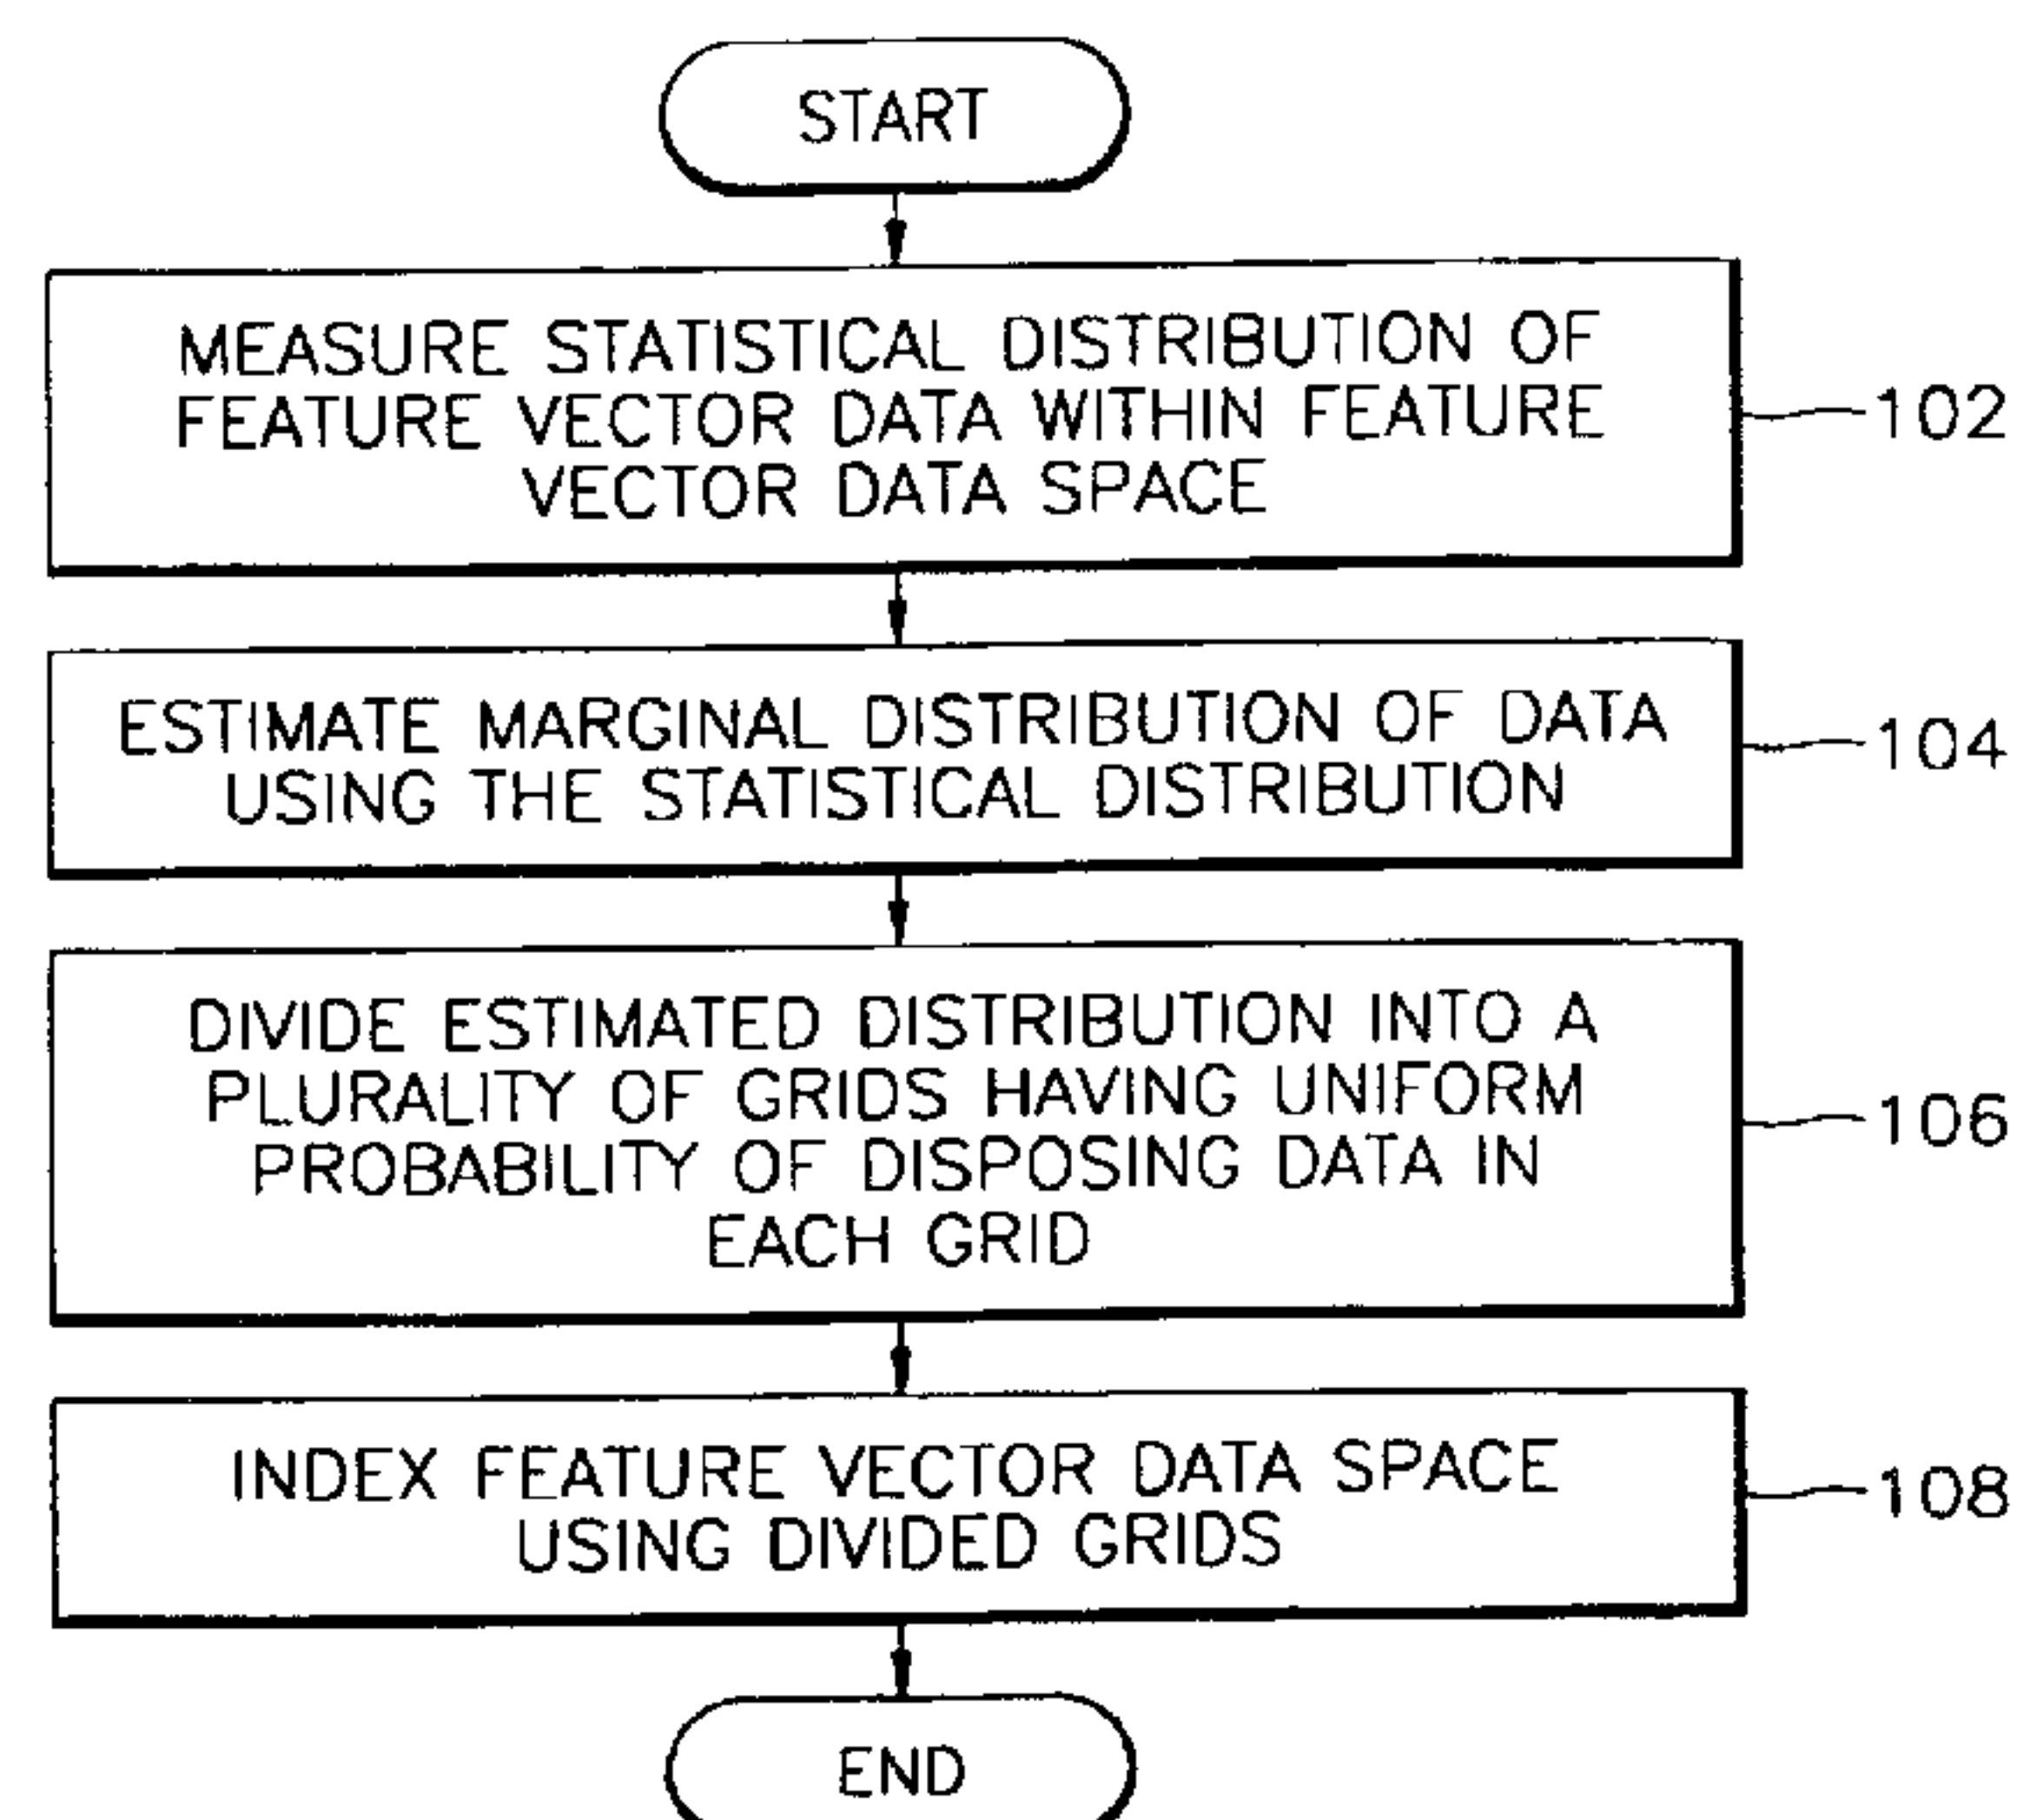 START
MEASURE STATISTICAL DISTRIBUTION OF
FEATURE VECTOR DATA WITHIN FEATURE
VECTOR DATA SPACE
102
ESTIMATE MARGINAL DISTRIBUTION OF DATA
USING THE STATISTICAL DISTRIBUTION
104
DIVIDE ESTIMATED DISTRIBUTION INTO A
PLURALITY OF GRIDS HAVING UNIFORM
PROBABILITY OF DISPOSING DATA IN
EACH GRID
106
INDEX FEATURE VECTOR DATA SPACE
USING DIVIDED GRIDS
108
END